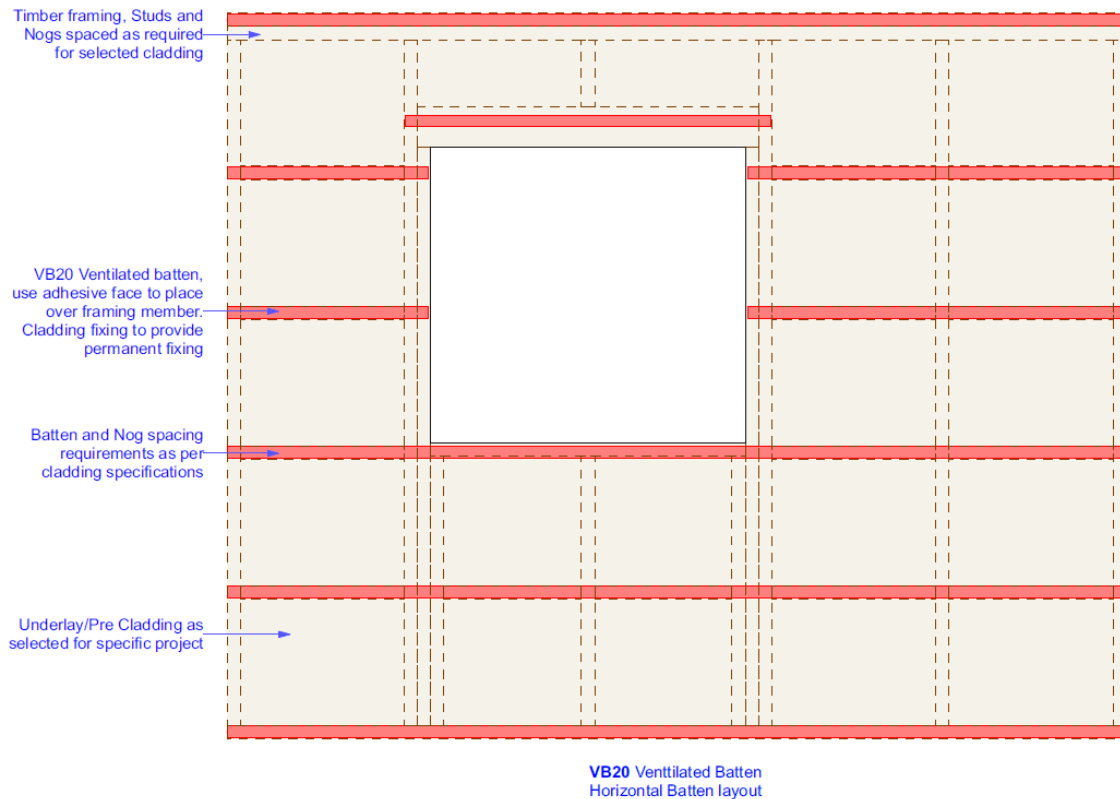 Timber framing, Studs and
Nogs spaced as required
for selected cladding
VB20 Ventilated batten,
use adhesive face to place
over framing member.
Cladding fixing to provide
permanent fixing
Batten and Nog spacing
requirements as per
cladding specifications
Underlay/Pre Cladding as
selected for specific project
VB20 Venttilated Batten
Horizontal Batten layout